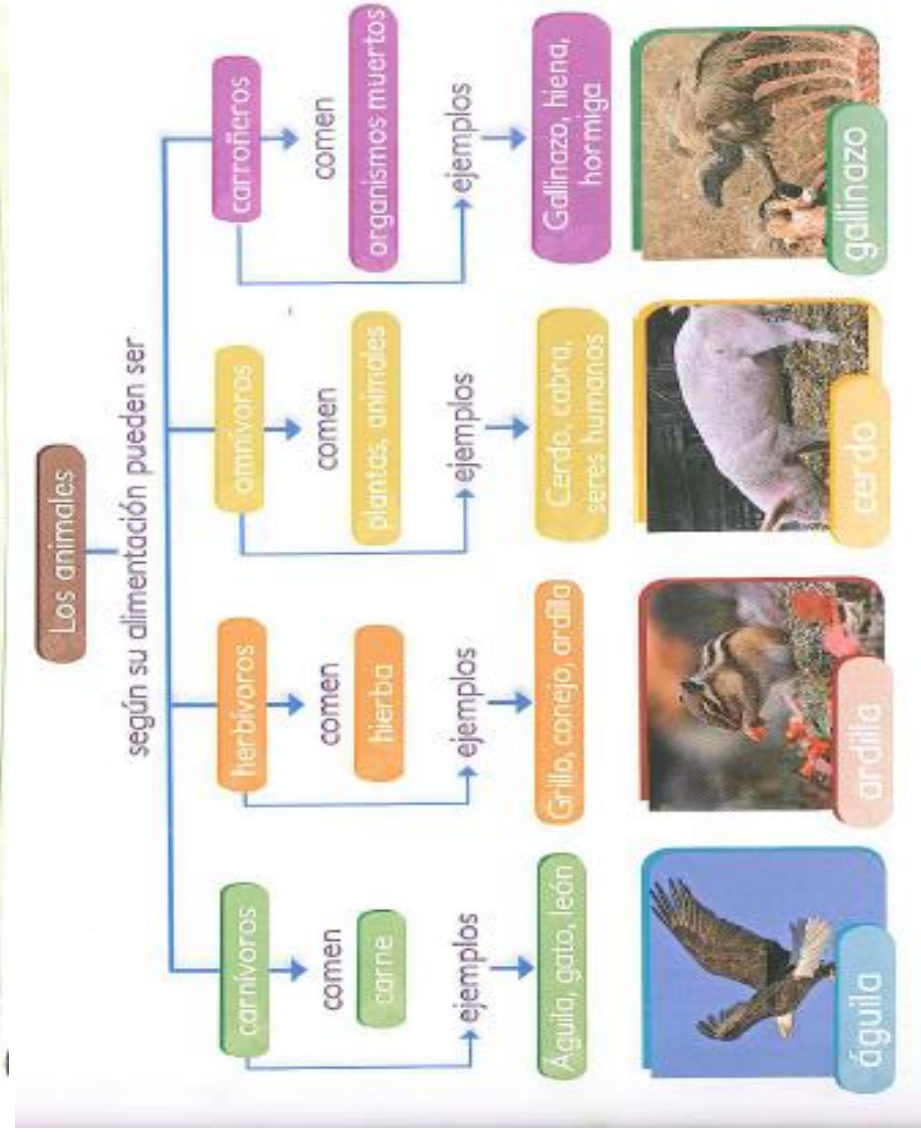 Los animales
según su alimentación pueden ser
carnívoros
comen
carne
ejemplos
Águila, gato, león
águila
herbívoros
comen
hierba
ejemplos
Grillo, conejo, ardilla
ardilla
omnívoros
comen
plantas, animales
ejemplos
Cerdo, cabra,
seres humanos
cerdo
carroñeros
comen
organismos muertos
ejemplos
Gallinazo, hiena,
hormiga
gallinazo